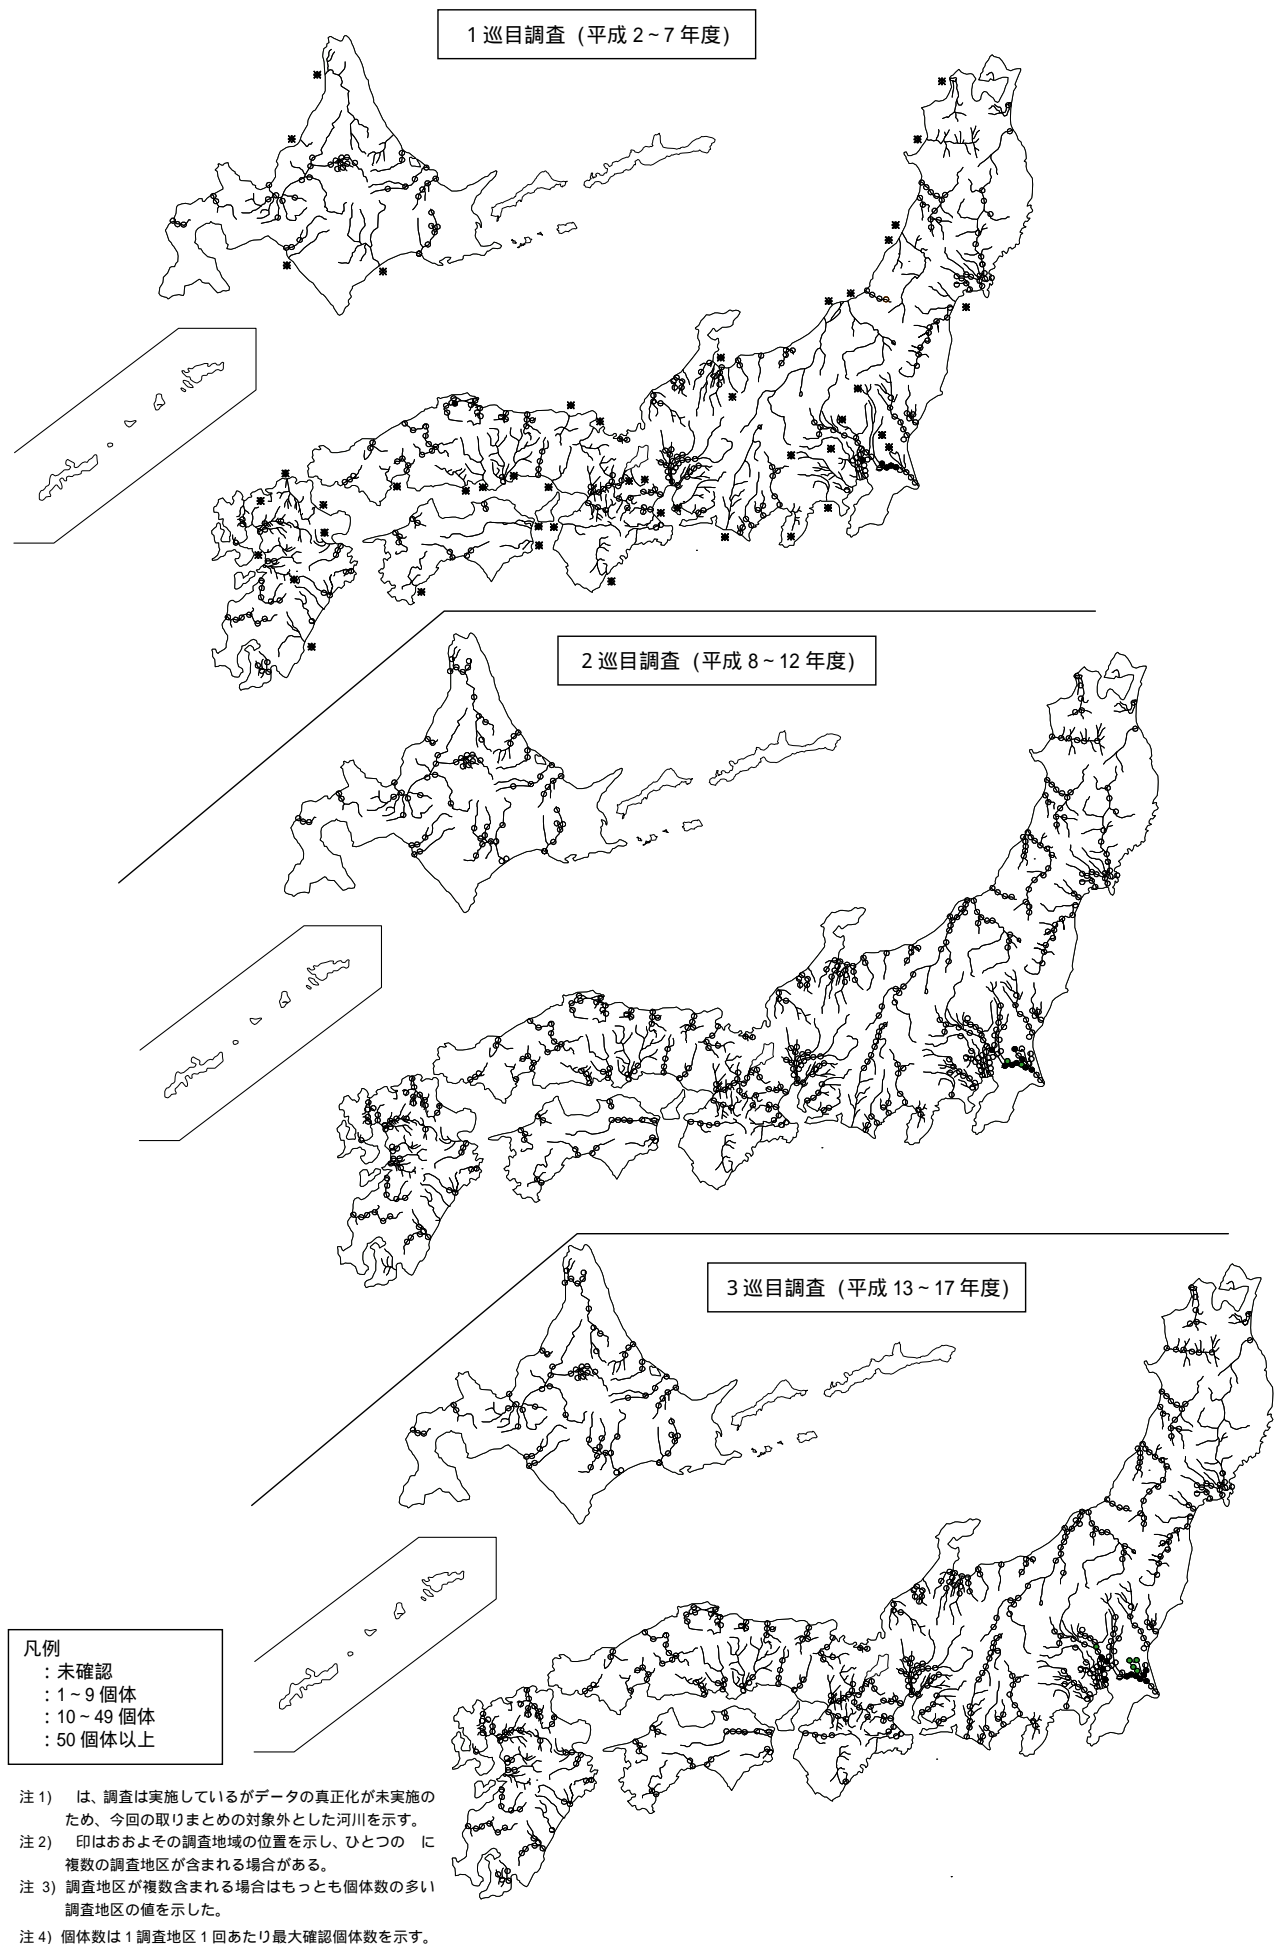 1 巡目調査 (平成 2～7 年度)
2 巡目調査 (平成 8～12 年度)
3 巡目調査 (平成 13～17 年度)
凡例
：未確認
：1～9 個体
：10～49 個体
：50 個体以上
注 1)　は、調査は実施しているがデータの真正化が未実施の
ため、今回の取りまとめの対象外とした河川を示す。
注 2)　印はおおよその調査地域の位置を示し、ひとつの　に
複数の調査地区が含まれる場合がある。
注 3) 調査地区が複数含まれる場合はもっとも個体数の多い
調査地区の値を示した。
注 4) 個体数は 1 調査地区 1 回あたり最大確認個体数を示す。